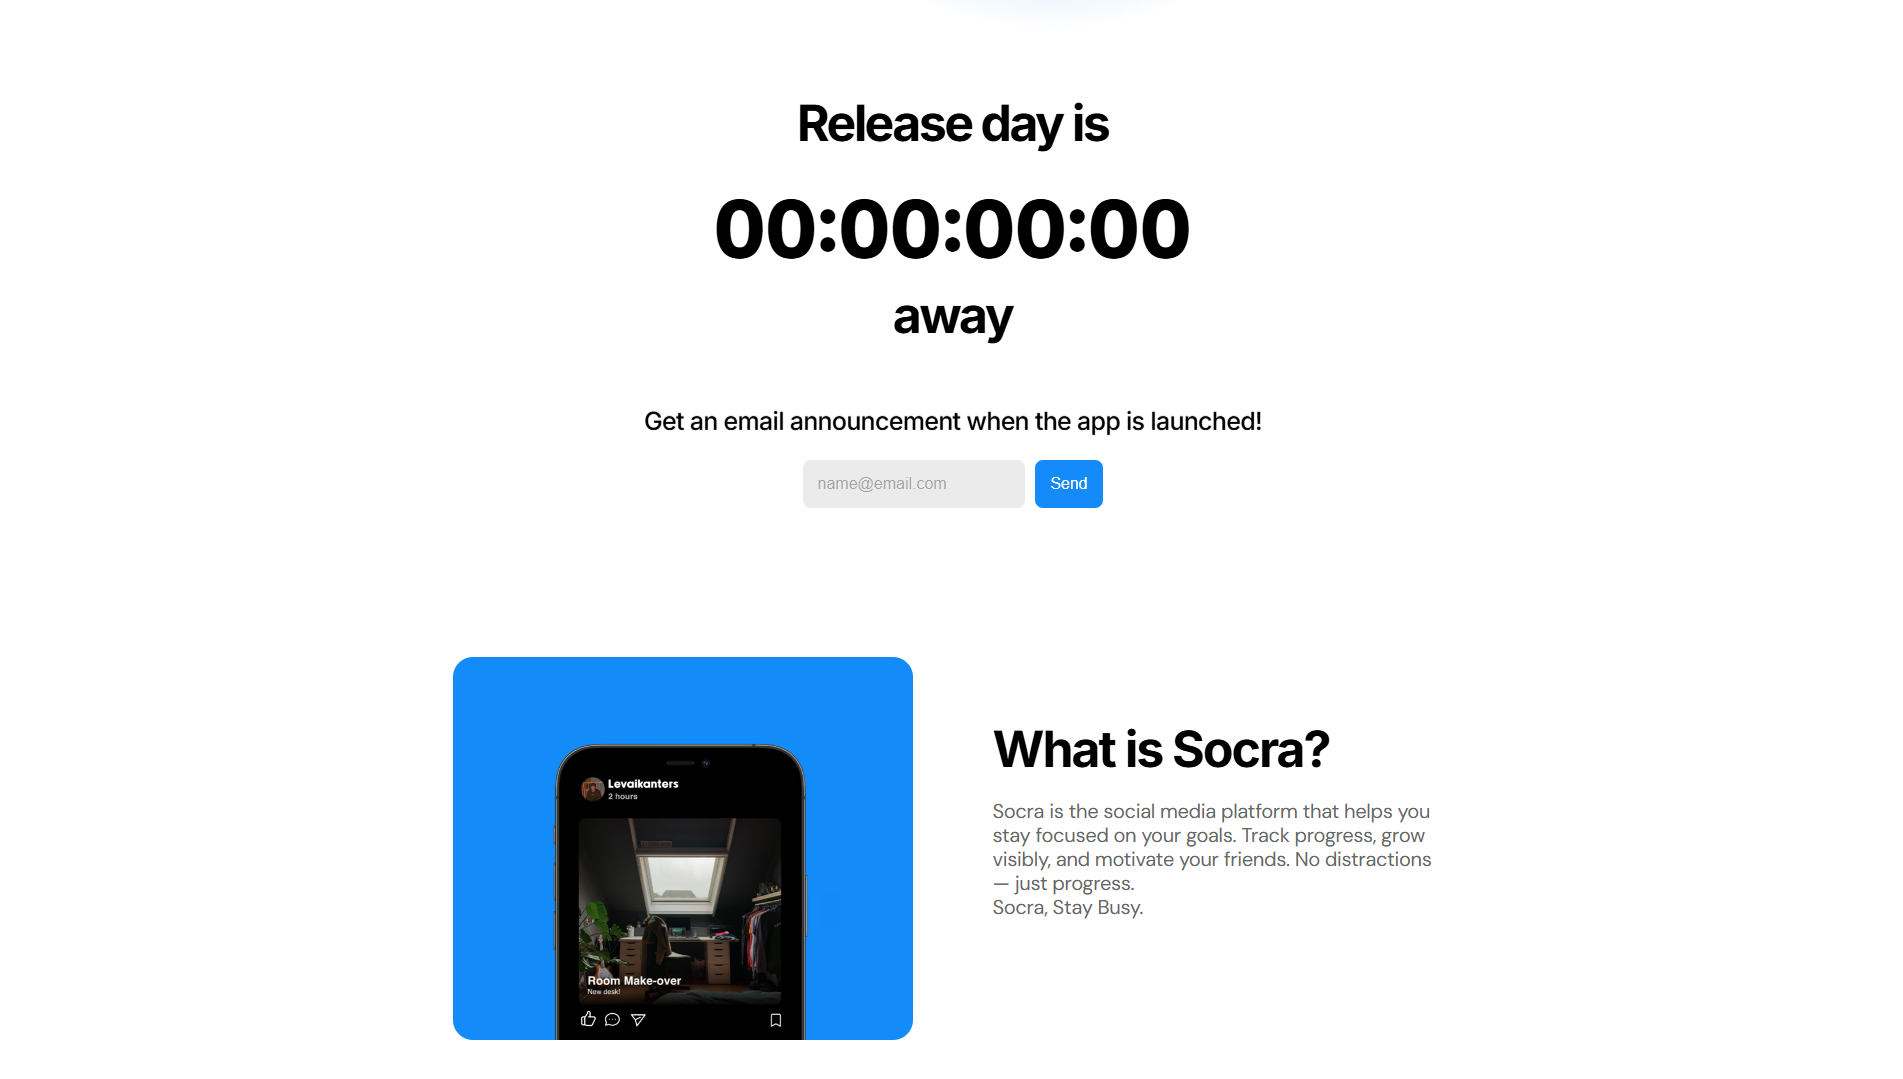 Release day is
00:00:00:00
away
Get an email announcement when the app is launched!
name@email.com
Send
Levaikanters
2 hours
Room Make-over
New desk!
What is Socra?
Socra is the social media platform that helps you
stay focused on your goals. Track progress, grow
visibly, and motivate your friends. No distractions
— just progress.
Socra, Stay Busy.